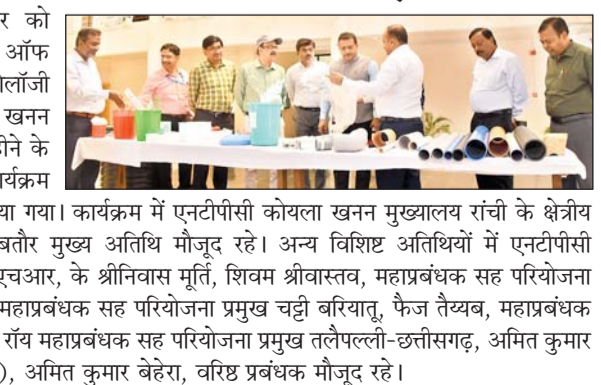 र को
ऑफ
लॉजी
खनन
के
र्यक्रम
या गया। कार्यक्रम में एनटीपीसी कोयला खनन मुख्यालय रांची के क्षेत्रीय
बतौर मुख्य अतिथि मौजूद रहे। अन्य विशिष्ट अतिथियों में एनटीपीसी
एचआर, के श्रीनिवास मूर्ति, शिवम श्रीवास्तव, महाप्रबंधक सह परियोजना
महाप्रबंधक सह परियोजना प्रमुख चट्टी बरियातू, फैज तैय्यब, महाप्रबंधक
रॉय महाप्रबंधक सह परियोजना प्रमुख तलैपल्ली-छत्तीसगढ़, अमित कुमार
), अमित कुमार बेहेरा, वरिष्ठ प्रबंधक मौजूद रहे।